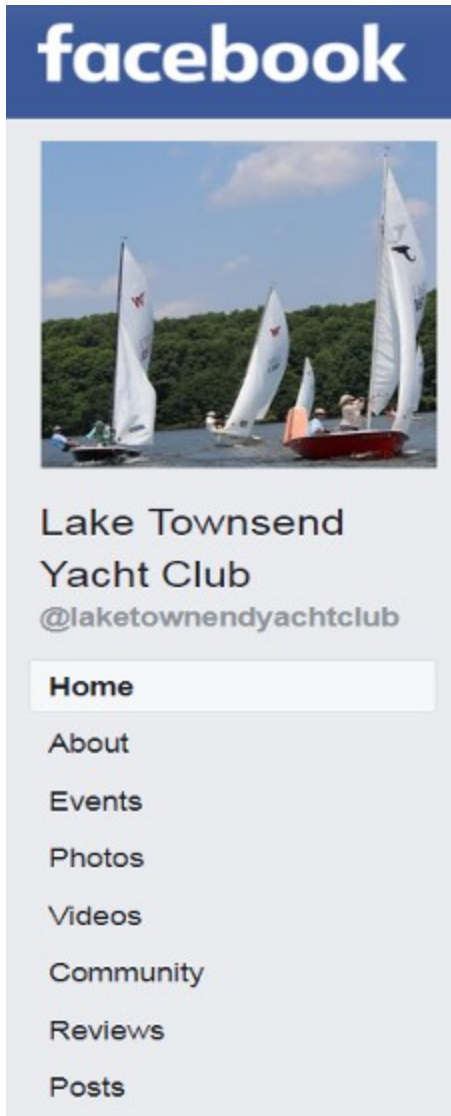 facebook
Lake Townsend
Yacht Club
@laketownendyachtclub
Home
About
Events
Photos
Videos
Community
Reviews
Posts